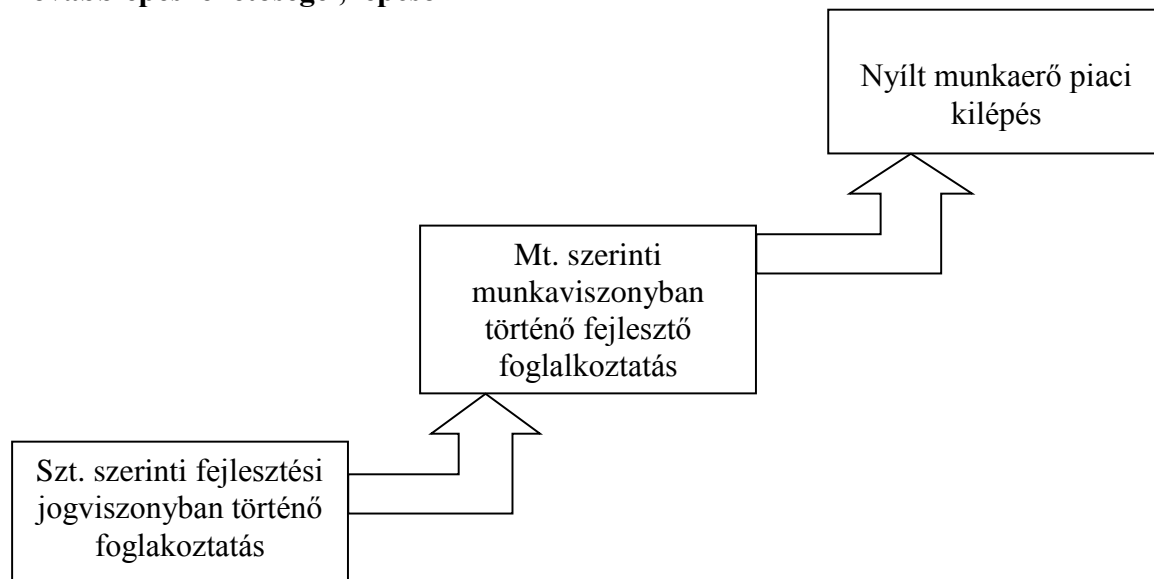 Nyílt munkaerő piaci
kilépés
Mt. szerinti
munkaviszonyban
történő fejlesztő
foglalkoztatás
Szt. szerinti fejlesztési
jogviszonyban történő
foglakoztatás